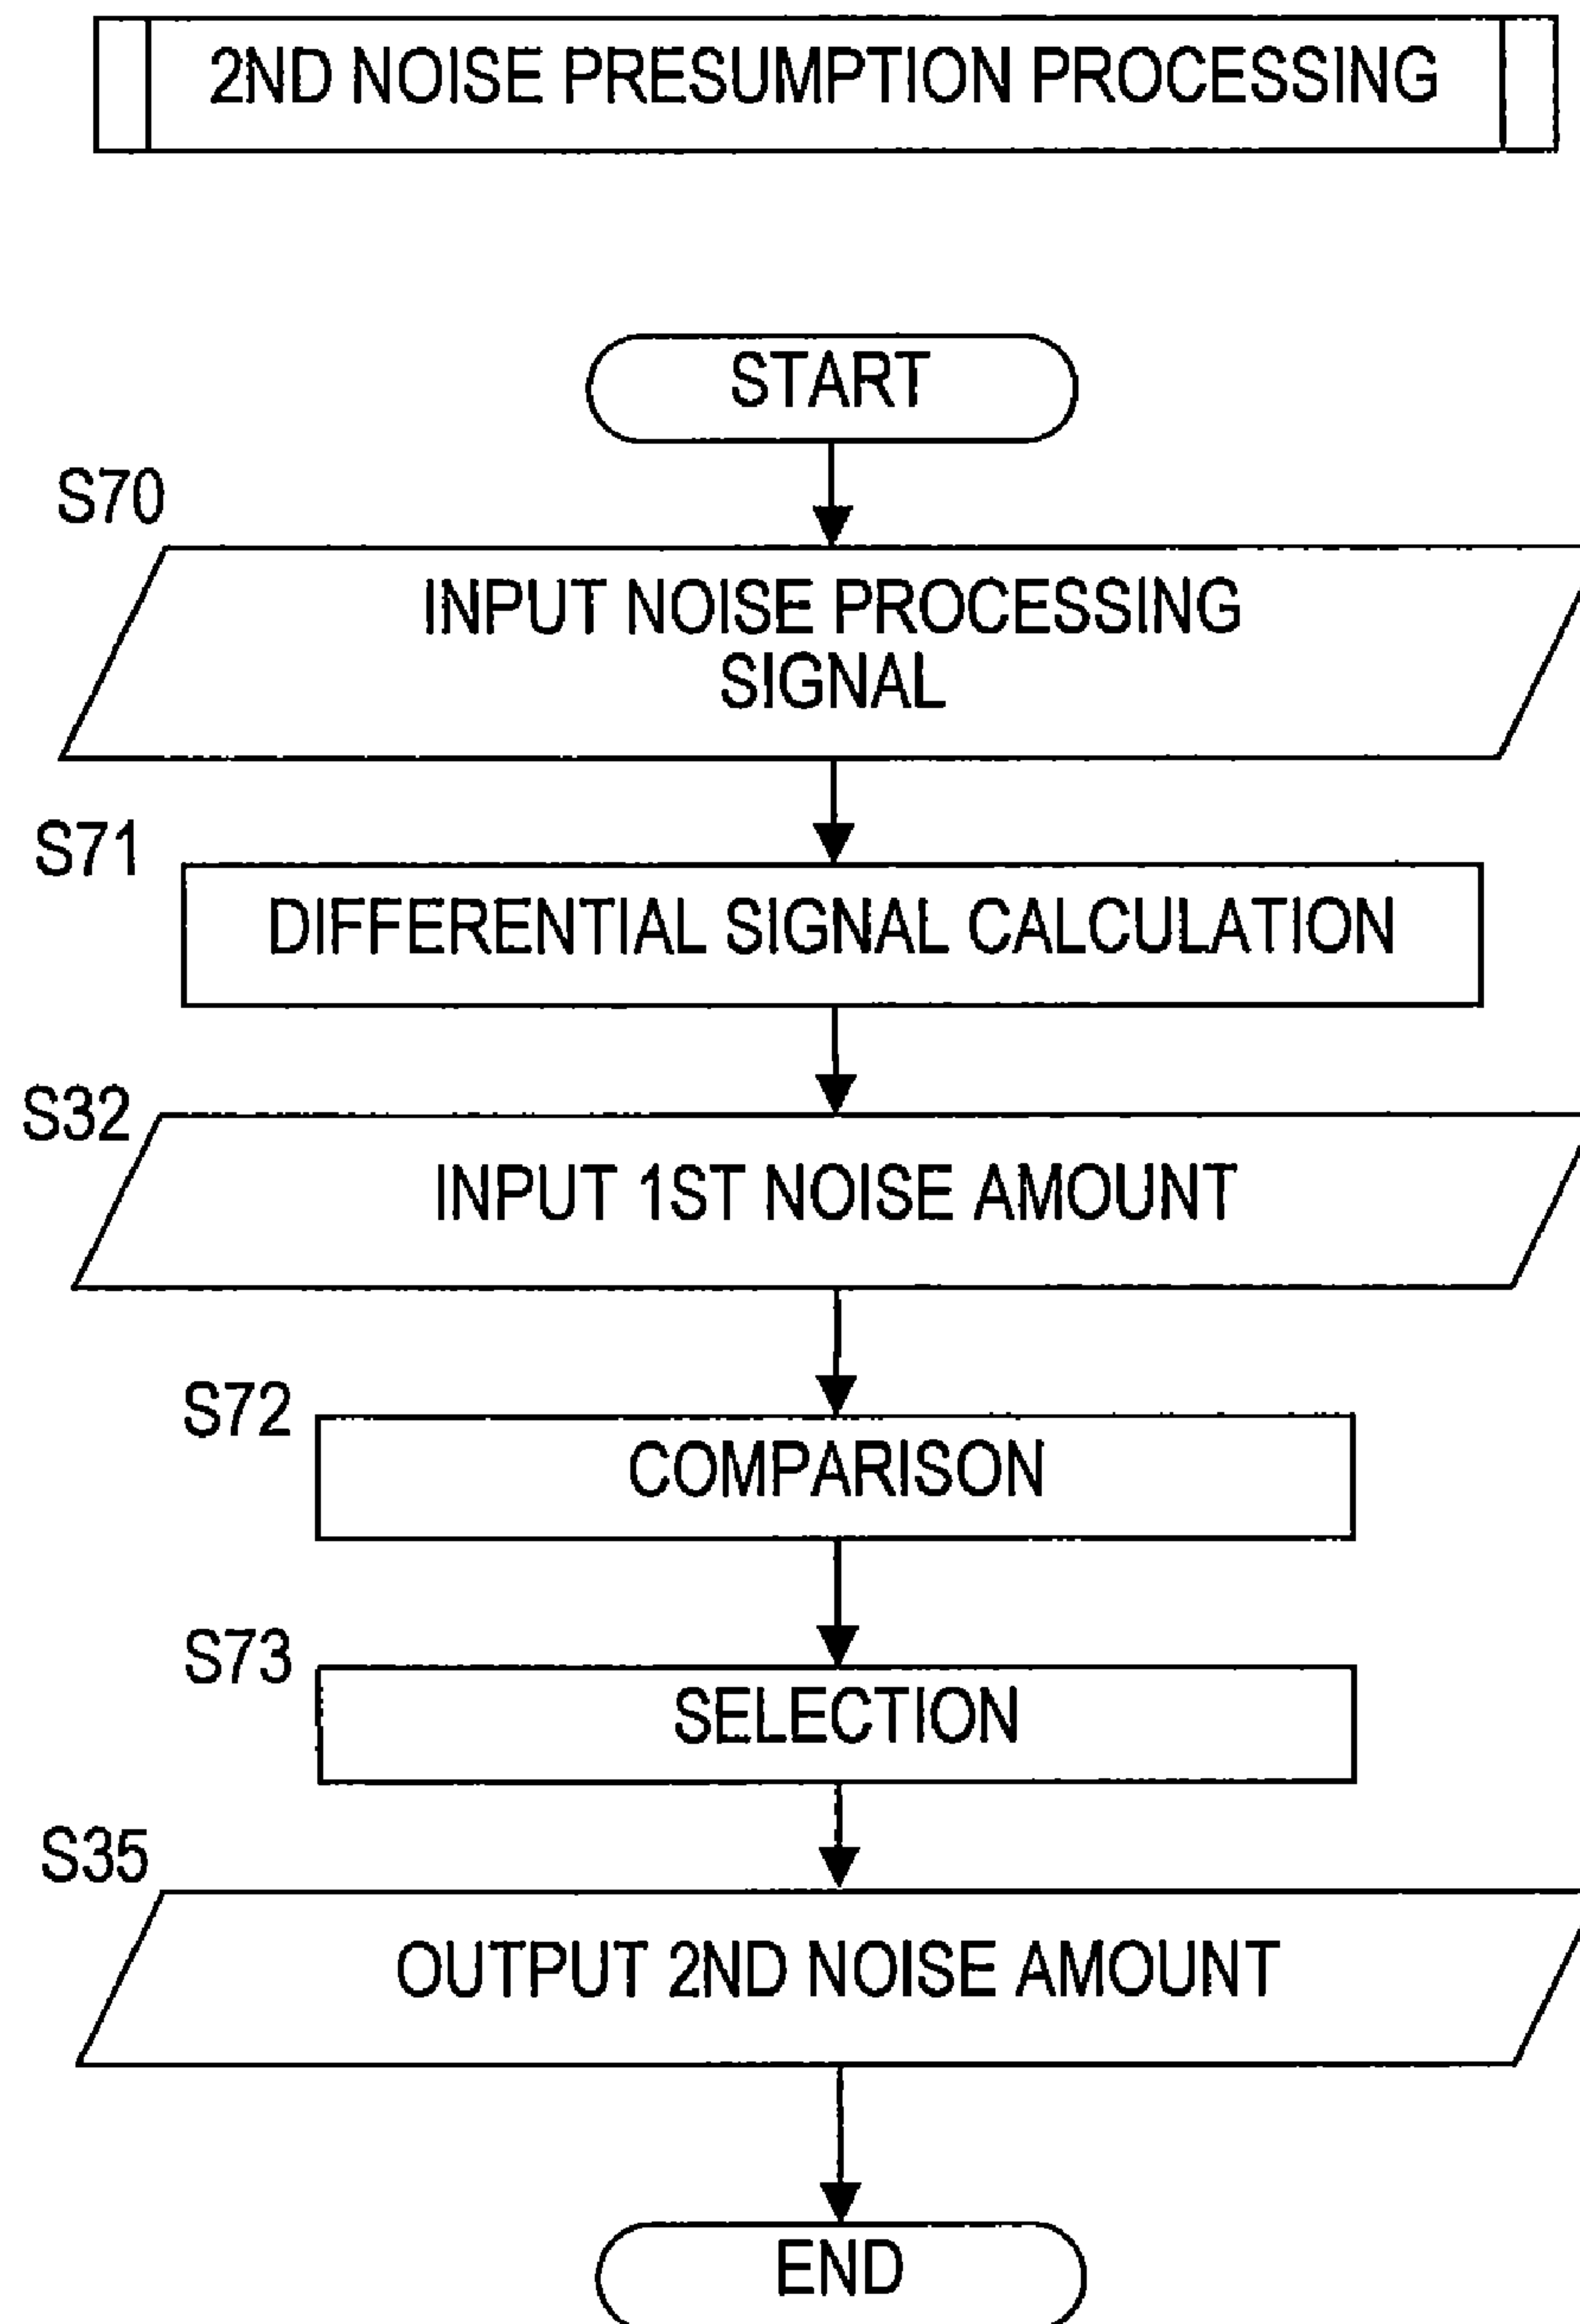 2ND NOISE PRESUMPTION PROCESSING
START
S70
INPUT NOISE PROCESSING
SIGNAL
S71
DIFFERENTIAL SIGNAL CALCULATION
S32
INPUT 1ST NOISE AMOUNT
S72
COMPARISON
S73
SELECTION
S35
OUTPUT 2ND NOISE AMOUNT
END